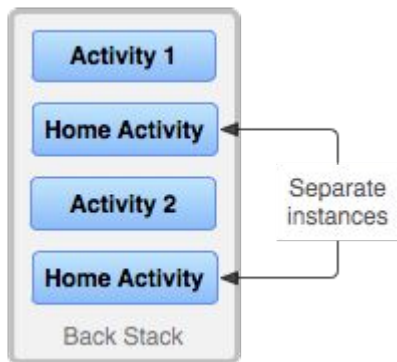 Activity 1
Home Activity
Activity 2
Home Activity
Back Stack
Separate
instances